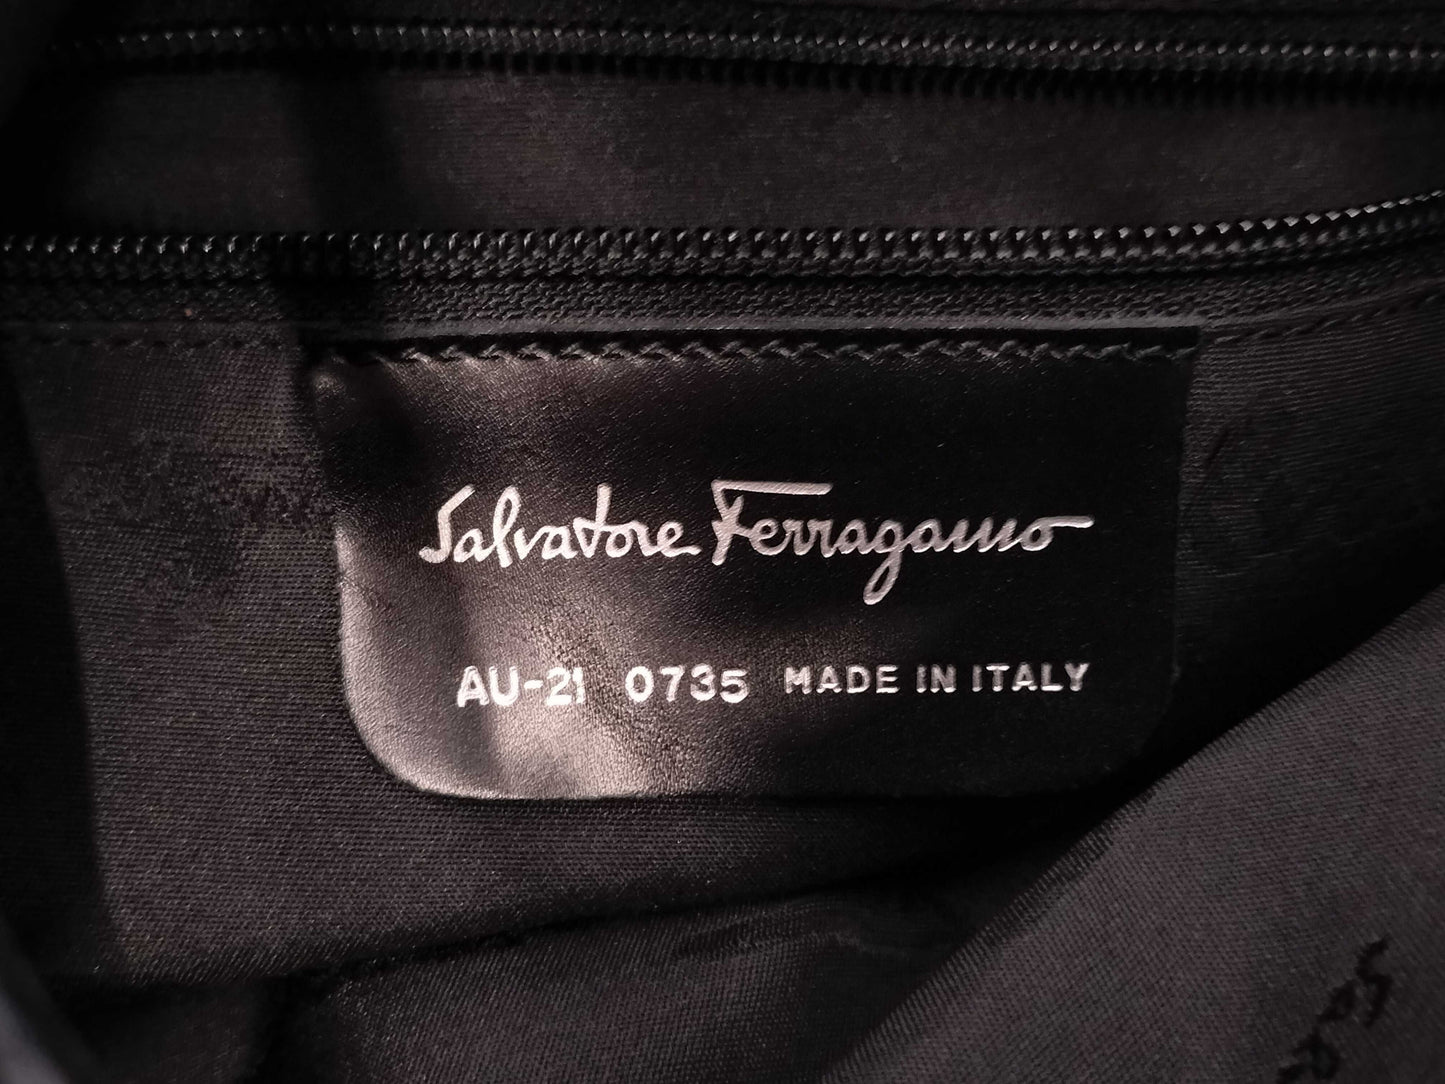 Salvatore Ferragamo
AU-21 0735 MADE IN ITALY